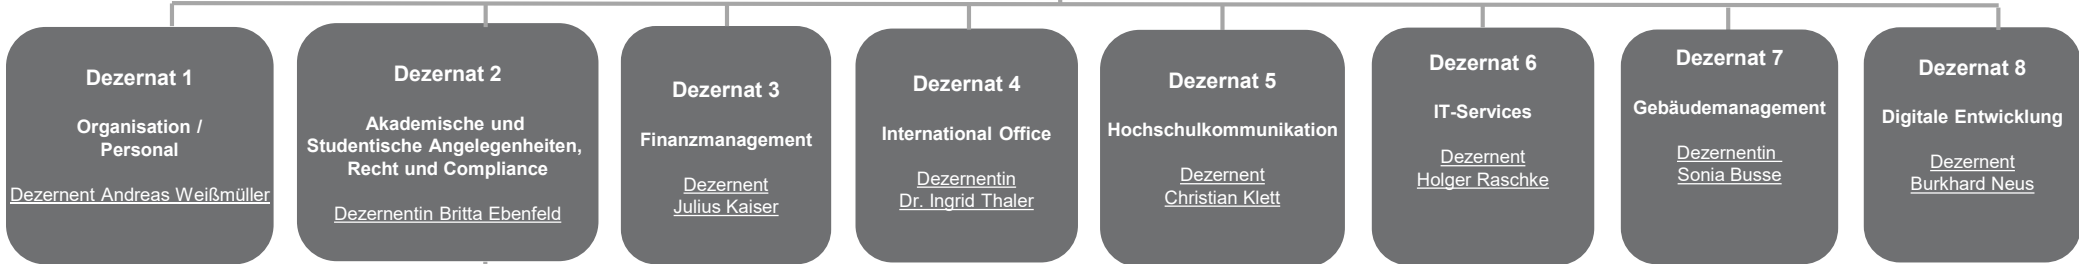 Dezernat 1
Organisation /
Personal
Dezernent Andreas Weißmüller
Dezernat 2
Akademische und
Studentische Angelegenheiten,
Recht und Compliance
Dezernentin Britta Ebenfeld
Dezernat 3
Finanzmanagement
Dezernent
Julius Kaiser
Dezernat 4
International Office
Dezernentin
Dr. Ingrid Thaler
Dezernat 5
Hochschulkommunikation
Dezernent
Christian Klett
Dezernat 6
IT-Services
Dezernent
Holger Raschke
Dezernat 7
Gebäudemanagement
Dezernentin
Sonia Busse
Dezernat 8
Digitale Entwicklung
Dezernent
Burkhard Neus